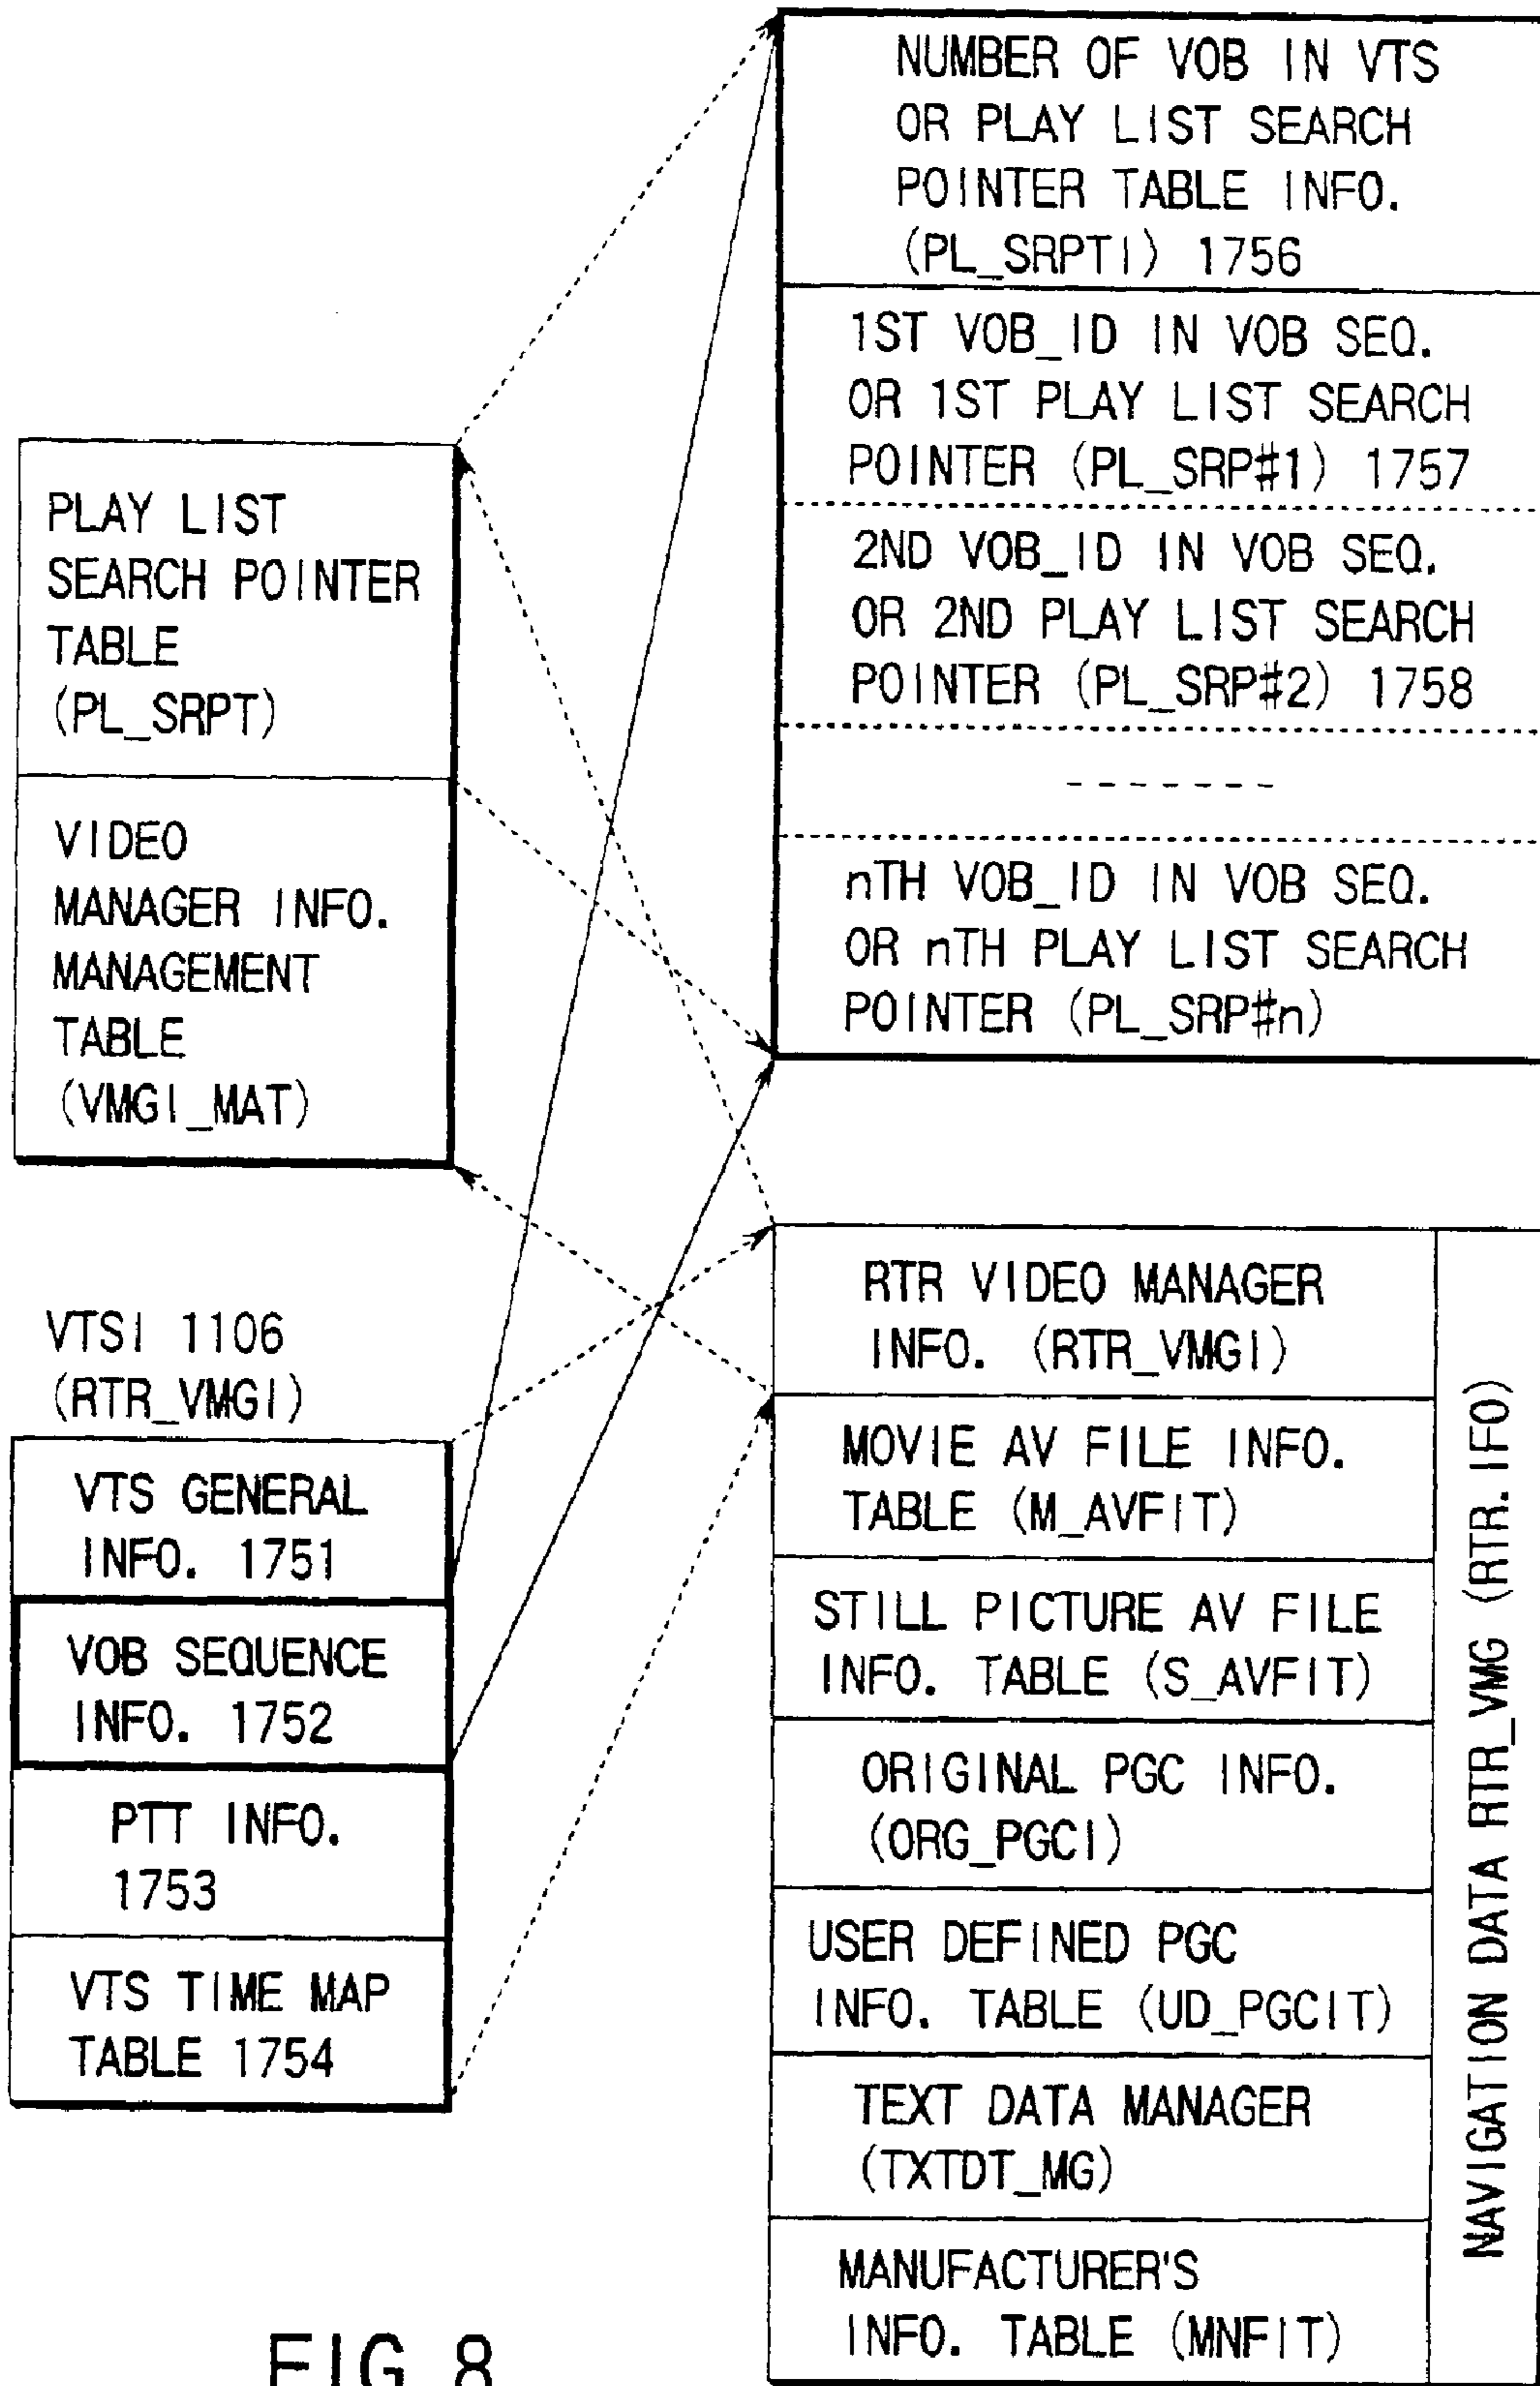 NUMBER OF VOB IN VTS
OR PLAY LIST SEARCH
POINTER TABLE INFO.
(PL_SRPTI) 1756
1ST VOB_ID IN VOB SEQ.
OR 1ST PLAY LIST SEARCH
POINTER (PL_SRP#1) 1757
2ND VOB_ID IN VOB SEQ.
OR 2ND PLAY LIST SEARCH
POINTER (PL_SRP#2) 1758
-------
nTH VOB_ID IN VOB SEQ.
OR nTH PLAY LIST SEARCH
POINTER (PL_SRP#n)
PLAY LIST
SEARCH POINTER
TABLE
(PL_SRPT)
VIDEO
MANAGER INFO.
MANAGEMENT
TABLE
(VMGI_MAT)
VTSI 1106
(RTR_VMGI)
VTS GENERAL
INFO. 1751
VOB SEQUENCE
INFO. 1752
PTT INFO.
1753
VTS TIME MAP
TABLE 1754
RTR VIDEO MANAGER
INFO. (RTR_VMGI)
MOVIE AV FILE INFO.
TABLE (M_AVFIT)
STILL PICTURE AV FILE
INFO. TABLE (S_AVFIT)
ORIGINAL PGC INFO.
(ORG_PGCI)
USER DEFINED PGC
INFO. TABLE (UD_PGCIT)
TEXT DATA MANAGER
(TXTDT_MG)
MANUFACTURER'S
INFO. TABLE (MNFIT)
NAVIGATION DATA RTR_VMG (RTR.IFO)
FIG. 8